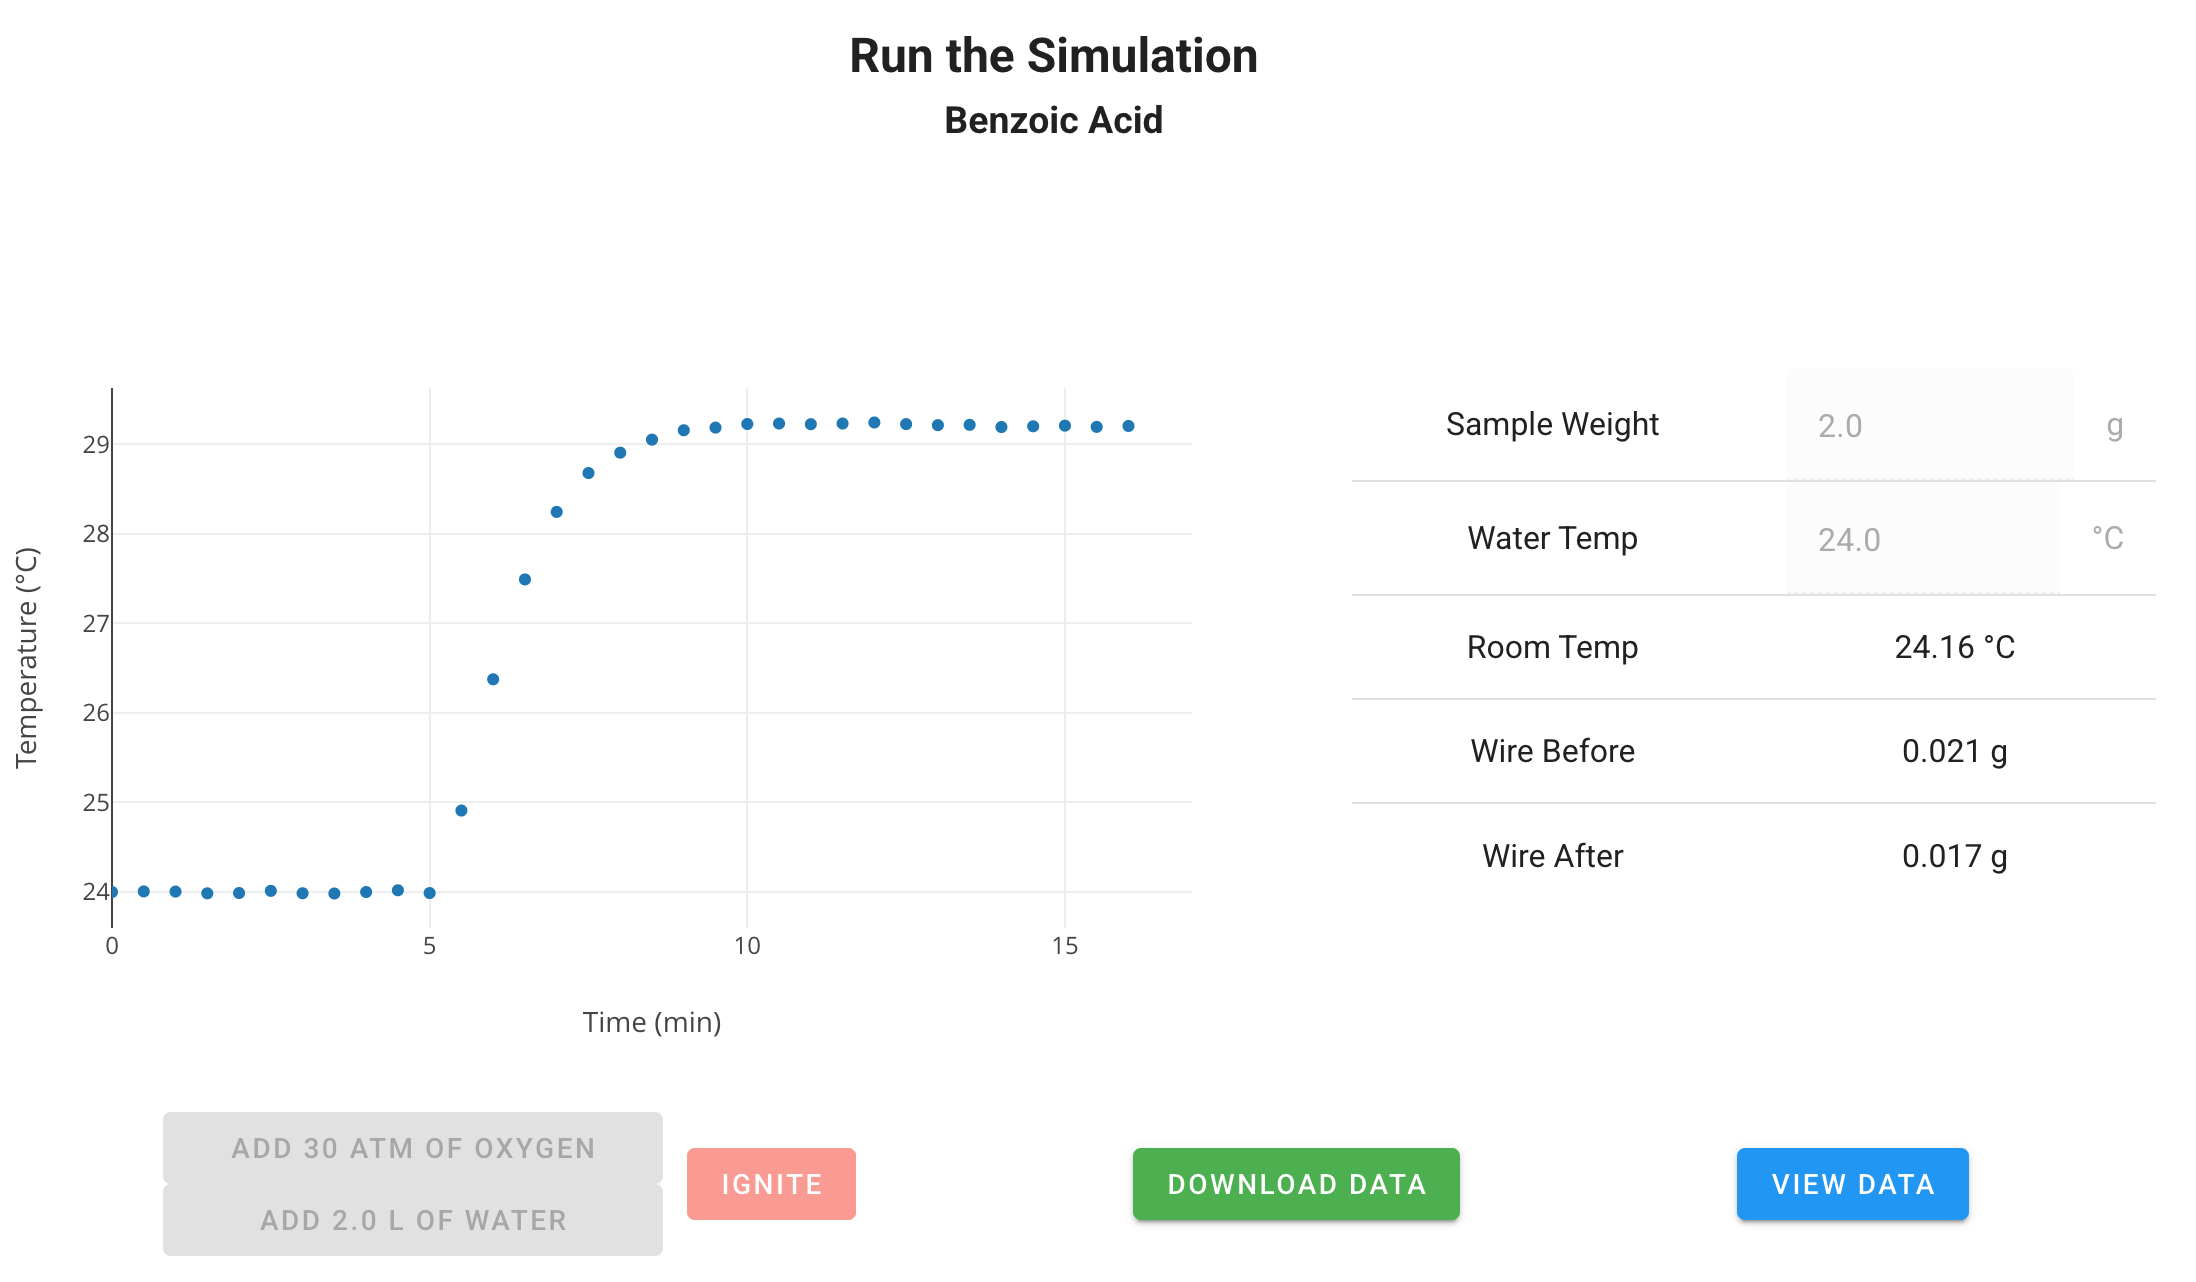 Run the Simulation
Benzoic Acid
29
28
27
26
25
24
0 5 10 15
Temperature (°C)
Time (min)
Sample Weight 2.0 g
Water Temp 24.0 °C
Room Temp 24.16 °C
Wire Before 0.021 g
Wire After 0.017 g
ADD 30 ATM OF OXYGEN
ADD 2.0 L OF WATER
IGNITE
DOWNLOAD DATA
VIEW DATA